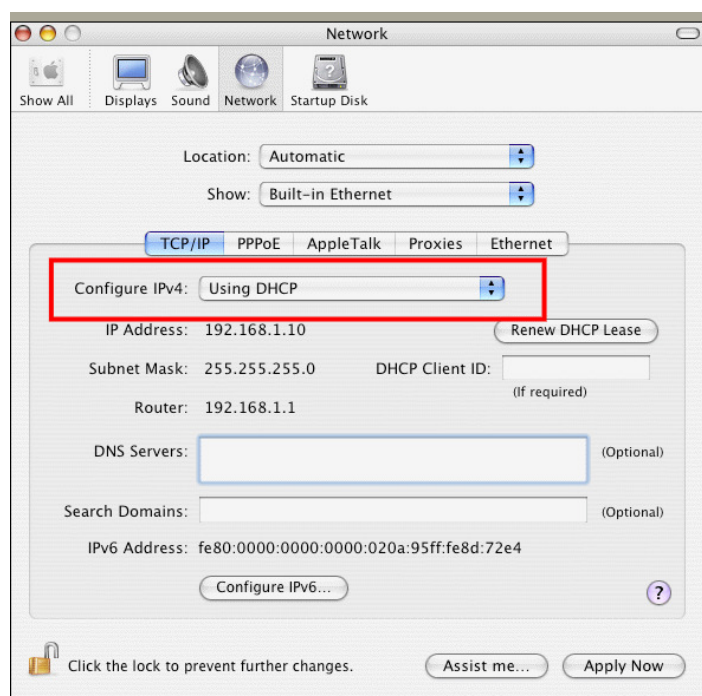 Network
Show All Displays Sound Network Startup Disk
Location: Automatic
Show: Built-in Ethernet
TCP/IP PPPoE AppleTalk Proxies Ethernet
Configure IPv4: Using DHCP
IP Address: 192.168.1.10 Renew DHCP Lease
Subnet Mask: 255.255.255.0 DHCP Client ID:
(If required)
Router: 192.168.1.1
DNS Servers: (Optional)
Search Domains: (Optional)
IPv6 Address: fe80:0000:0000:0000:020a:95ff:fe8d:72e4
Configure IPv6...
?
Click the lock to prevent further changes. Assist me... Apply Now